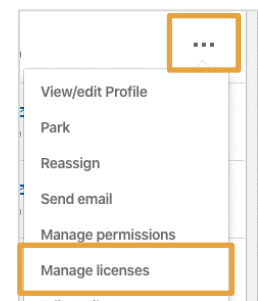 ...
View/edit Profile
Park
Reassign
Send email
Manage permissions
Manage licenses